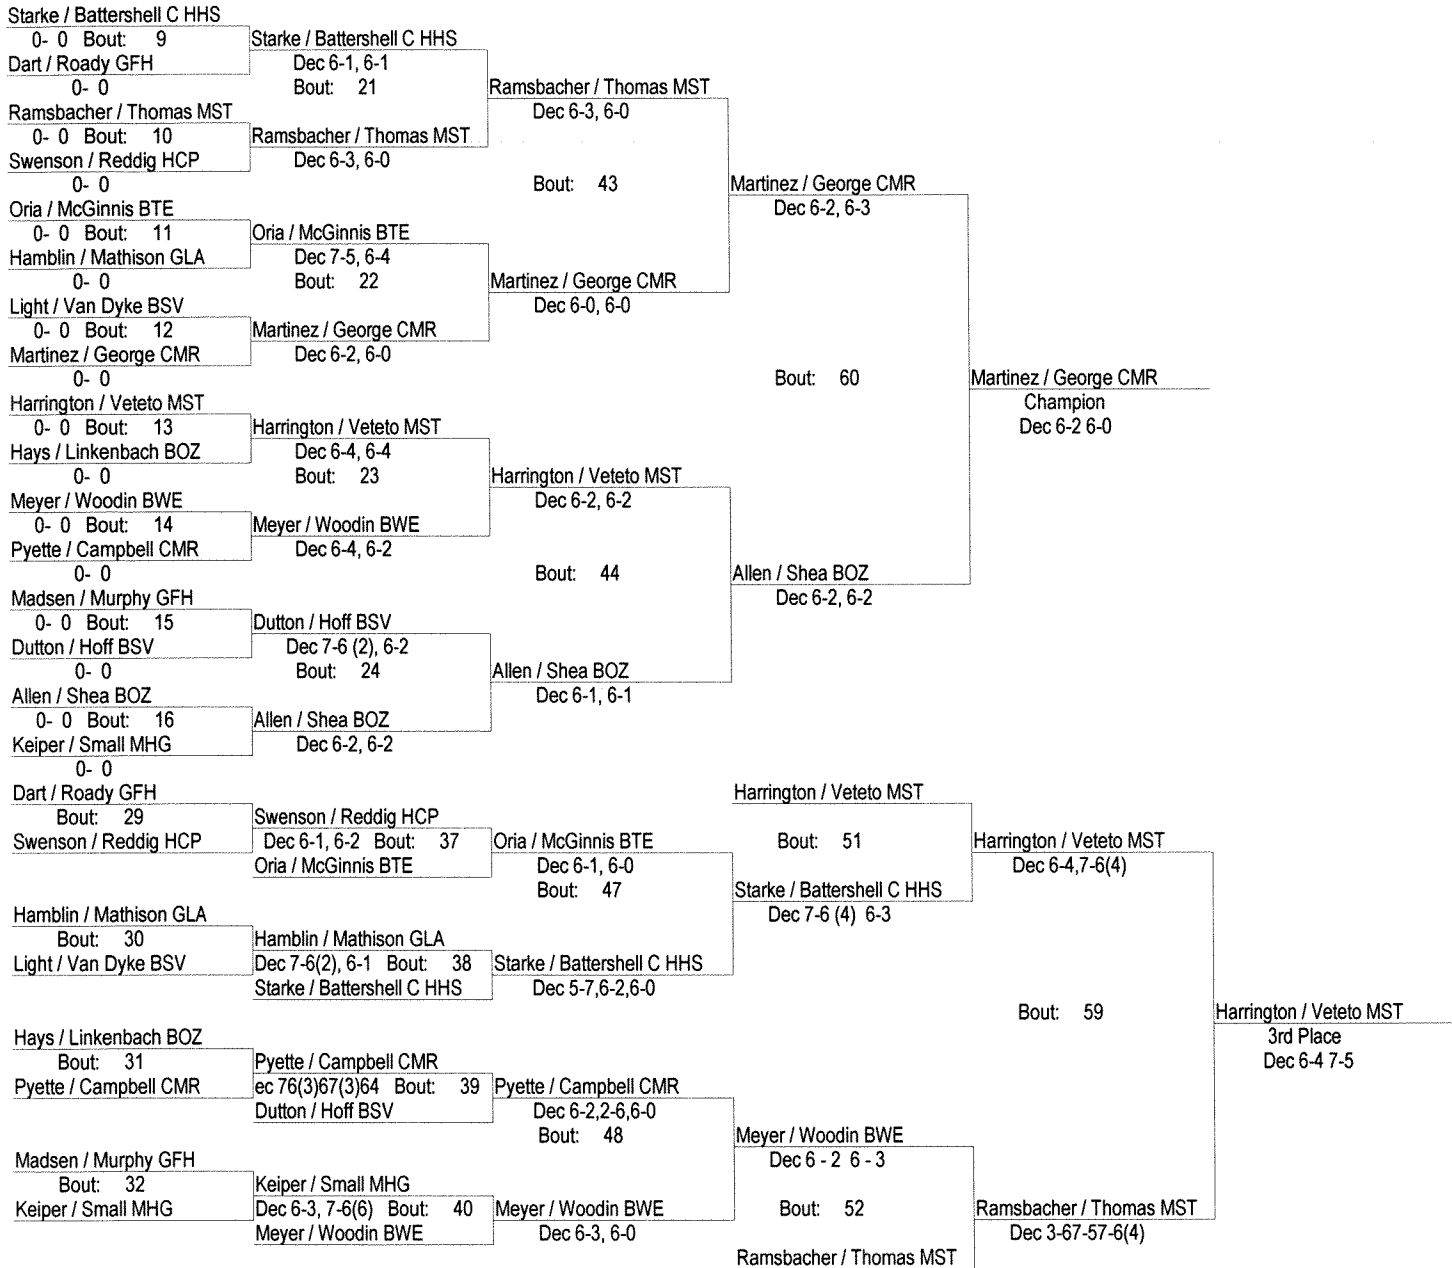 Starke / Battershell C HHS
0- 0 Bout: 9
Dart / Roady GFH
0- 0
Ramsbacher / Thomas MST
0- 0 Bout: 10
Swenson / Reddig HCP
0- 0
Oria / McGinnis BTE
0- 0 Bout: 11
Hamblin / Mathison GLA
0- 0
Light / Van Dyke BSV
0- 0 Bout: 12
Martinez / George CMR
0- 0
Harrington / Veteto MST
0- 0 Bout: 13
Hays / Linkenbach BOZ
0- 0
Meyer / Woodin BWE
0- 0 Bout: 14
Pyette / Campbell CMR
0- 0
Madsen / Murphy GFH
0- 0 Bout: 15
Dutton / Hoff BSV
0- 0
Allen / Shea BOZ
0- 0 Bout: 16
Keiper / Small MHG
0- 0
Starke / Battershell C HHS
Dec 6-1, 6-1
Bout: 21
Ramsbacher / Thomas MST
Dec 6-3, 6-0
Oria / McGinnis BTE
Dec 7-5, 6-4
Bout: 22
Martinez / George CMR
Dec 6-2, 6-0
Harrington / Veteto MST
Dec 6-4, 6-4
Bout: 23
Meyer / Woodin BWE
Dec 6-4, 6-2
Dutton / Hoff BSV
Dec 7-6 (2), 6-2
Bout: 24
Allen / Shea BOZ
Dec 6-2, 6-2
Ramsbacher / Thomas MST
Dec 6-3, 6-0
Bout: 43
Martinez / George CMR
Dec 6-0, 6-0
Harrington / Veteto MST
Dec 6-2, 6-2
Bout: 44
Allen / Shea BOZ
Dec 6-1, 6-1
Martinez / George CMR
Dec 6-2, 6-3
Bout: 60
Allen / Shea BOZ
Dec 6-2, 6-2
Martinez / George CMR
Champion
Dec 6-2 6-0
Dart / Roady GFH
Bout: 29
Swenson / Reddig HCP
Hamblin / Mathison GLA
Bout: 30
Light / Van Dyke BSV
Hays / Linkenbach BOZ
Bout: 31
Pyette / Campbell CMR
Madsen / Murphy GFH
Bout: 32
Keiper / Small MHG
Swenson / Reddig HCP
Dec 6-1, 6-2 Bout: 37
Oria / McGinnis BTE
Hamblin / Mathison GLA
Dec 7-6(2), 6-1 Bout: 38
Starke / Battershell C HHS
Pyette / Campbell CMR
ec 76(3)67(3)64 Bout: 39
Dutton / Hoff BSV
Keiper / Small MHG
Dec 6-3, 7-6(6) Bout: 40
Meyer / Woodin BWE
Oria / McGinnis BTE
Dec 6-1, 6-0
Bout: 47
Starke / Battershell C HHS
Dec 5-7,6-2,6-0
Pyette / Campbell CMR
Dec 6-2,2-6,6-0
Bout: 48
Meyer / Woodin BWE
Dec 6-3, 6-0
Harrington / Veteto MST
Bout: 51
Starke / Battershell C HHS
Dec 7-6 (4) 6-3
Meyer / Woodin BWE
Dec 6 - 2 6 - 3
Bout: 52
Ramsbacher / Thomas MST
Harrington / Veteto MST
Dec 6-4,7-6(4)
Bout: 59
Ramsbacher / Thomas MST
Dec 3-67-57-6(4)
Harrington / Veteto MST
3rd Place
Dec 6-4 7-5